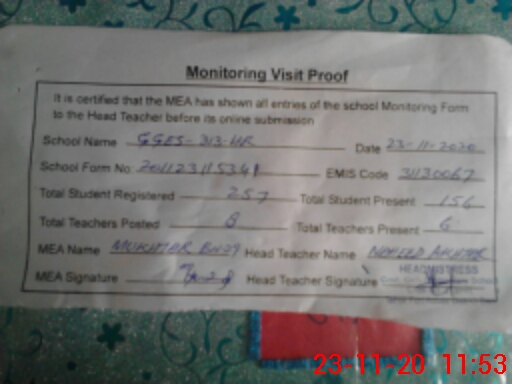 Monitoring Visit Proof
It is certified that the MEA has shown all entries of the school Monitoring Form
to the Head Teacher before its online submission
School Name GGES-313-HR Date 23-11-2020
School Form No. EMIS Code 31130067
Total Student Registered 257 Total Student Present 156
Total Teachers Posted 8 Total Teachers Present 6
MEA Name MUKHTAR Head Teacher Name NAHEED AKHTAR
HEADMISTRESS
MEA Signature Head Teacher Signature
23-11-20 11:53